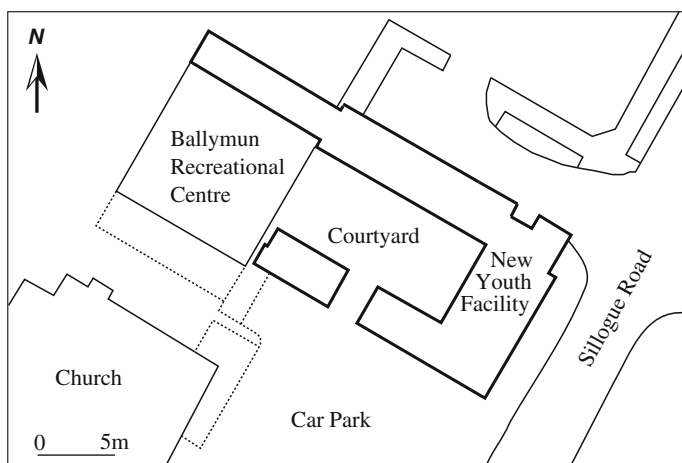 N
Ballymun
Recreational
Centre
Courtyard
New
Youth
Facility
Sillogue Road
Church
Car Park
0 5m